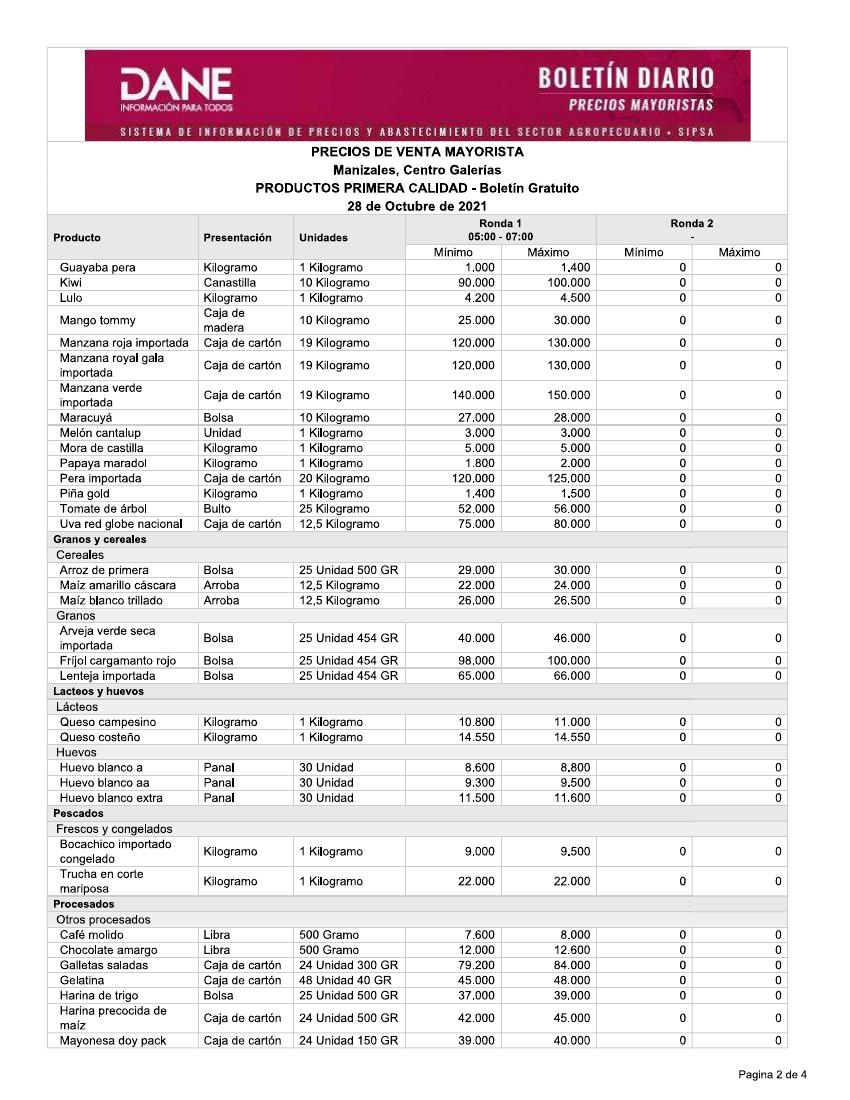 DANE
INFORMACIÓN PARA TODOS
BOLETÍN DIARIO
PRECIOS MAYORISTAS
SISTEMA DE INFORMACIÓN DE PRECIOS Y ABASTECIMIENTO DEL SECTOR AGROPECUARIO • SIPSA
PRECIOS DE VENTA MAYORISTA
Manizales, Centro Galerías
PRODUCTOS PRIMERA CALIDAD - Boletín Gratuito
28 de Octubre de 2021
Producto Presentación Unidades Ronda 1 Ronda 2
05:00 - 07:00 -
Mínimo Máximo Mínimo Máximo
Guayaba pera Kilogramo 1 Kilogramo 1.000 1.400 0 0
Kiwi Canastilla 10 Kilogramo 90.000 100.000 0 0
Lulo Kilogramo 1 Kilogramo 4.200 4.500 0 0
Mango tommy Caja de madera 10 Kilogramo 25.000 30.000 0 0
Manzana roja importada Caja de cartón 19 Kilogramo 120.000 130.000 0 0
Manzana royal gala importada Caja de cartón 19 Kilogramo 120.000 130.000 0 0
Manzana verde importada Caja de cartón 19 Kilogramo 140.000 150.000 0 0
Maracuyá Bolsa 10 Kilogramo 27.000 28.000 0 0
Melón cantalup Unidad 1 Kilogramo 3.000 3.000 0 0
Mora de castilla Kilogramo 1 Kilogramo 5.000 5.000 0 0
Papaya maradol Kilogramo 1 Kilogramo 1.800 2.000 0 0
Pera importada Caja de cartón 20 Kilogramo 120.000 125.000 0 0
Piña gold Kilogramo 1 Kilogramo 1.400 1.500 0 0
Tomate de árbol Bulto 25 Kilogramo 52.000 56.000 0 0
Uva red globe nacional Caja de cartón 12,5 Kilogramo 75.000 80.000 0 0
Granos y cereales
Cereales
Arroz de primera Bolsa 25 Unidad 500 GR 29.000 30.000 0 0
Maíz amarillo cáscara Arroba 12,5 Kilogramo 22.000 24.000 0 0
Maíz blanco trillado Arroba 12,5 Kilogramo 26.000 26.500 0 0
Granos
Arveja verde seca importada Bolsa 25 Unidad 454 GR 40.000 46.000 0 0
Fríjol cargamanto rojo Bolsa 25 Unidad 454 GR 98.000 100.000 0 0
Lenteja importada Bolsa 25 Unidad 454 GR 65.000 66.000 0 0
Lacteos y huevos
Lácteos
Queso campesino Kilogramo 1 Kilogramo 10.800 11.000 0 0
Queso costeño Kilogramo 1 Kilogramo 14.550 14.550 0 0
Huevos
Huevo blanco a Panal 30 Unidad 8.600 8.800 0 0
Huevo blanco aa Panal 30 Unidad 9.300 9.500 0 0
Huevo blanco extra Panal 30 Unidad 11.500 11.600 0 0
Pescados
Frescos y congelados
Bocachico importado congelado Kilogramo 1 Kilogramo 9.000 9.500 0 0
Trucha en corte mariposa Kilogramo 1 Kilogramo 22.000 22.000 0 0
Procesados
Otros procesados
Café molido Libra 500 Gramo 7.600 8.000 0 0
Chocolate amargo Libra 500 Gramo 12.000 12.600 0 0
Galletas saladas Caja de cartón 24 Unidad 300 GR 79.200 84.000 0 0
Gelatina Caja de cartón 48 Unidad 40 GR 45.000 48.000 0 0
Harina de trigo Bolsa 25 Unidad 500 GR 37.000 39.000 0 0
Harina precocida de maíz Caja de cartón 24 Unidad 500 GR 42.000 45.000 0 0
Mayonesa doy pack Caja de cartón 24 Unidad 150 GR 39.000 40.000 0 0
Pagina 2 de 4